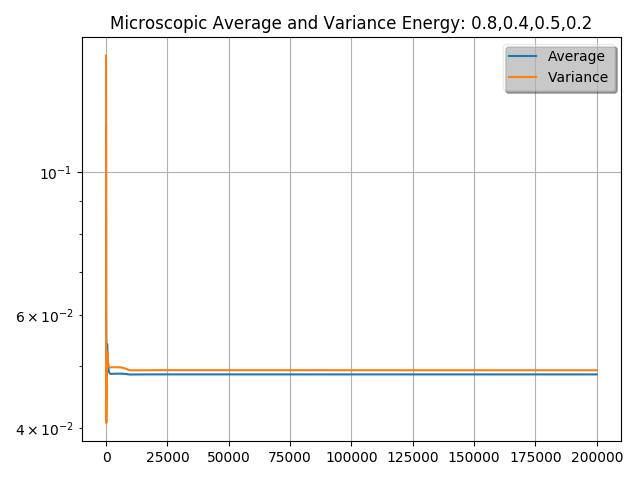 Microscopic Average and Variance Energy: 0.8,0.4,0.5,0.2
Average
Variance
10⁻¹
6 × 10⁻²
4 × 10⁻²
0 25000 50000 75000 100000 125000 150000 175000 200000